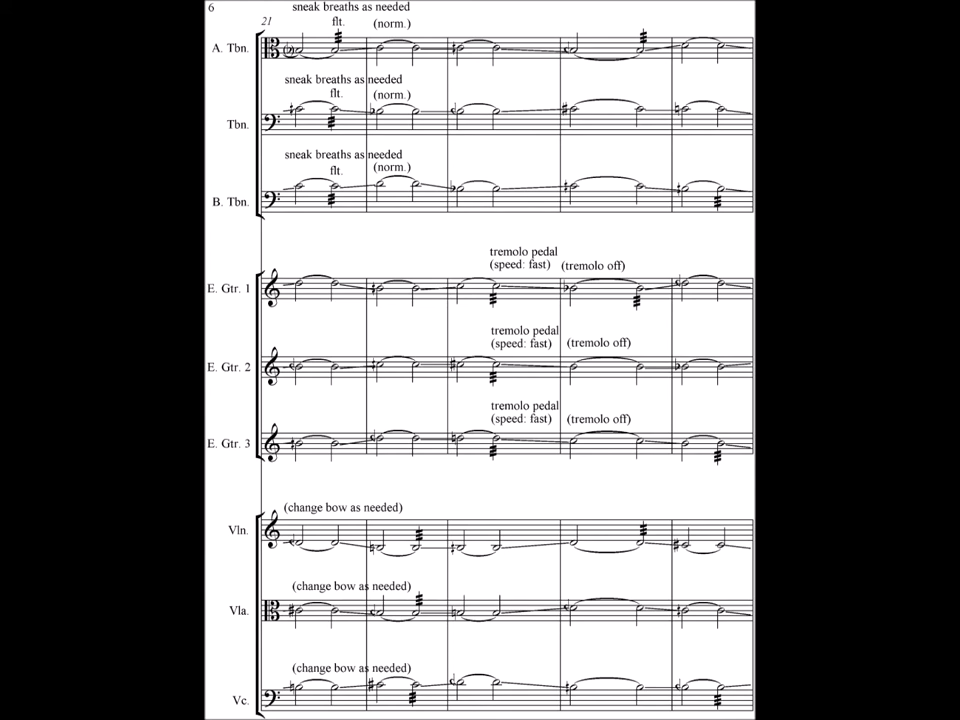 6
sneak breaths as needed
21
flt.
(norm.)
A. Tbn.
sneak breaths as needed
flt.
(norm.)
Tbn.
sneak breaths as needed
flt.
(norm.)
B. Tbn.
tremolo pedal
(speed: fast)
(tremolo off)
E. Gtr. 1
tremolo pedal
(speed: fast)
(tremolo off)
E. Gtr. 2
tremolo pedal
(speed: fast)
(tremolo off)
E. Gtr. 3
(change bow as needed)
Vln.
(change bow as needed)
Vla.
(change bow as needed)
Vc.